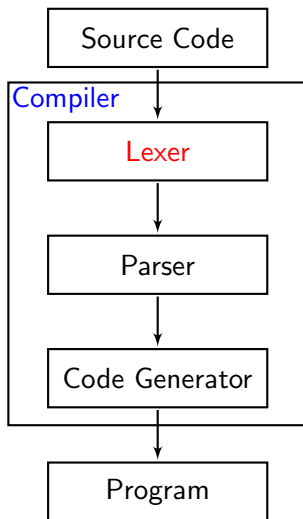 Source Code
Compiler
Lexer
Parser
Code Generator
Program